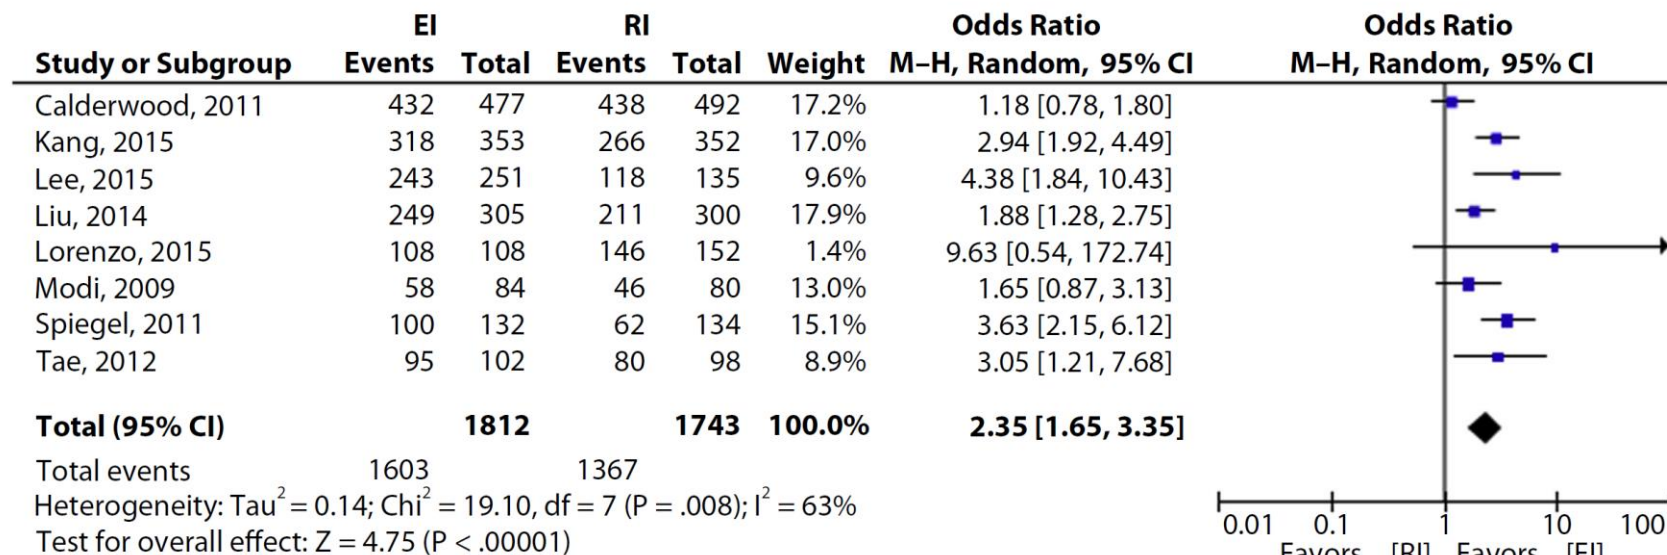 EI RI Odds Ratio Odds Ratio
Study or Subgroup Events Total Events Total Weight M–H, Random, 95% CI M–H, Random, 95% CI
Calderwood, 2011 432 477 438 492 17.2% 1.18 [0.78, 1.80]
Kang, 2015 318 353 266 352 17.0% 2.94 [1.92, 4.49]
Lee, 2015 243 251 118 135 9.6% 4.38 [1.84, 10.43]
Liu, 2014 249 305 211 300 17.9% 1.88 [1.28, 2.75]
Lorenzo, 2015 108 108 146 152 1.4% 9.63 [0.54, 172.74]
Modi, 2009 58 84 46 80 13.0% 1.65 [0.87, 3.13]
Spiegel, 2011 100 132 62 134 15.1% 3.63 [2.15, 6.12]
Tae, 2012 95 102 80 98 8.9% 3.05 [1.21, 7.68]
Total (95% CI) 1812 1743 100.0% 2.35 [1.65, 3.35]
Total events 1603 1367
Heterogeneity: Tau² = 0.14; Chi² = 19.10, df = 7 (P = .008); I² = 63%
Test for overall effect: Z = 4.75 (P < .00001)
0.01 0.1 1 10 100
Favors [RI] Favors [EI]